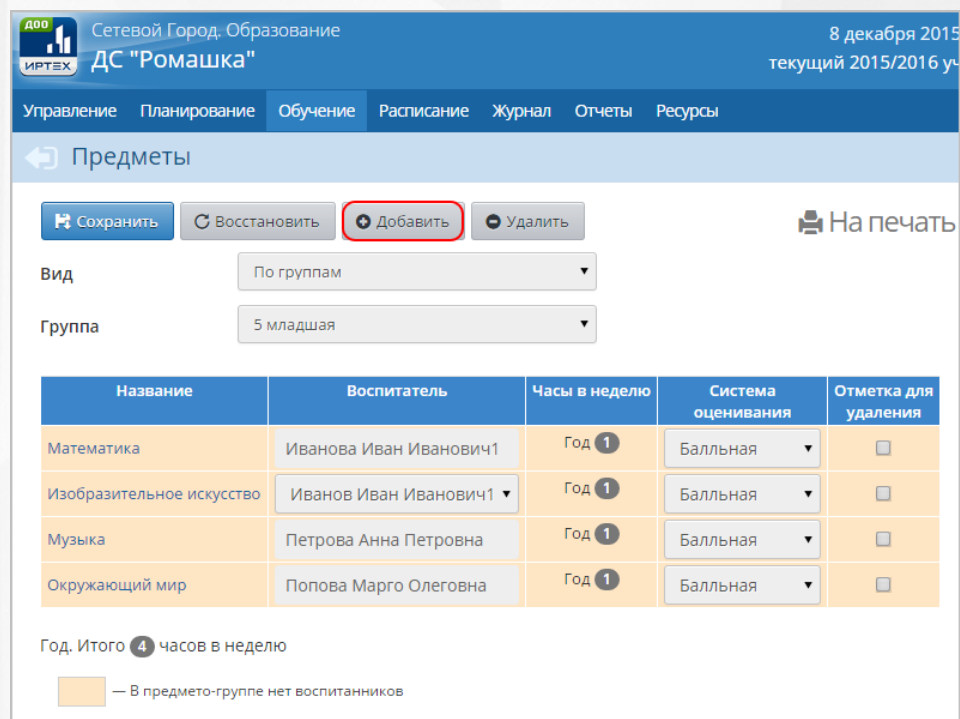 ДОО
ИРТЕХ
Сетевой Город. Образование
ДС "Ромашка"
8 декабря 2015
текущий 2015/2016 уч
Управление Планирование Обучение Расписание Журнал Отчеты Ресурсы
Предметы
Сохранить Восстановить Добавить Удалить На печать
Вид По группам
Группа 5 младшая
Название Воспитатель Часы в неделю Система оценивания Отметка для удаления
Математика Иванова Иван Иванович1 Год 1 Балльная
Изобразительное искусство Иванов Иван Иванович1 Год 1 Балльная
Музыка Петрова Анна Петровна Год 1 Балльная
Окружающий мир Попова Марго Олеговна Год 1 Балльная
Год. Итого 4 часов в неделю
— В предмето-группе нет воспитанников